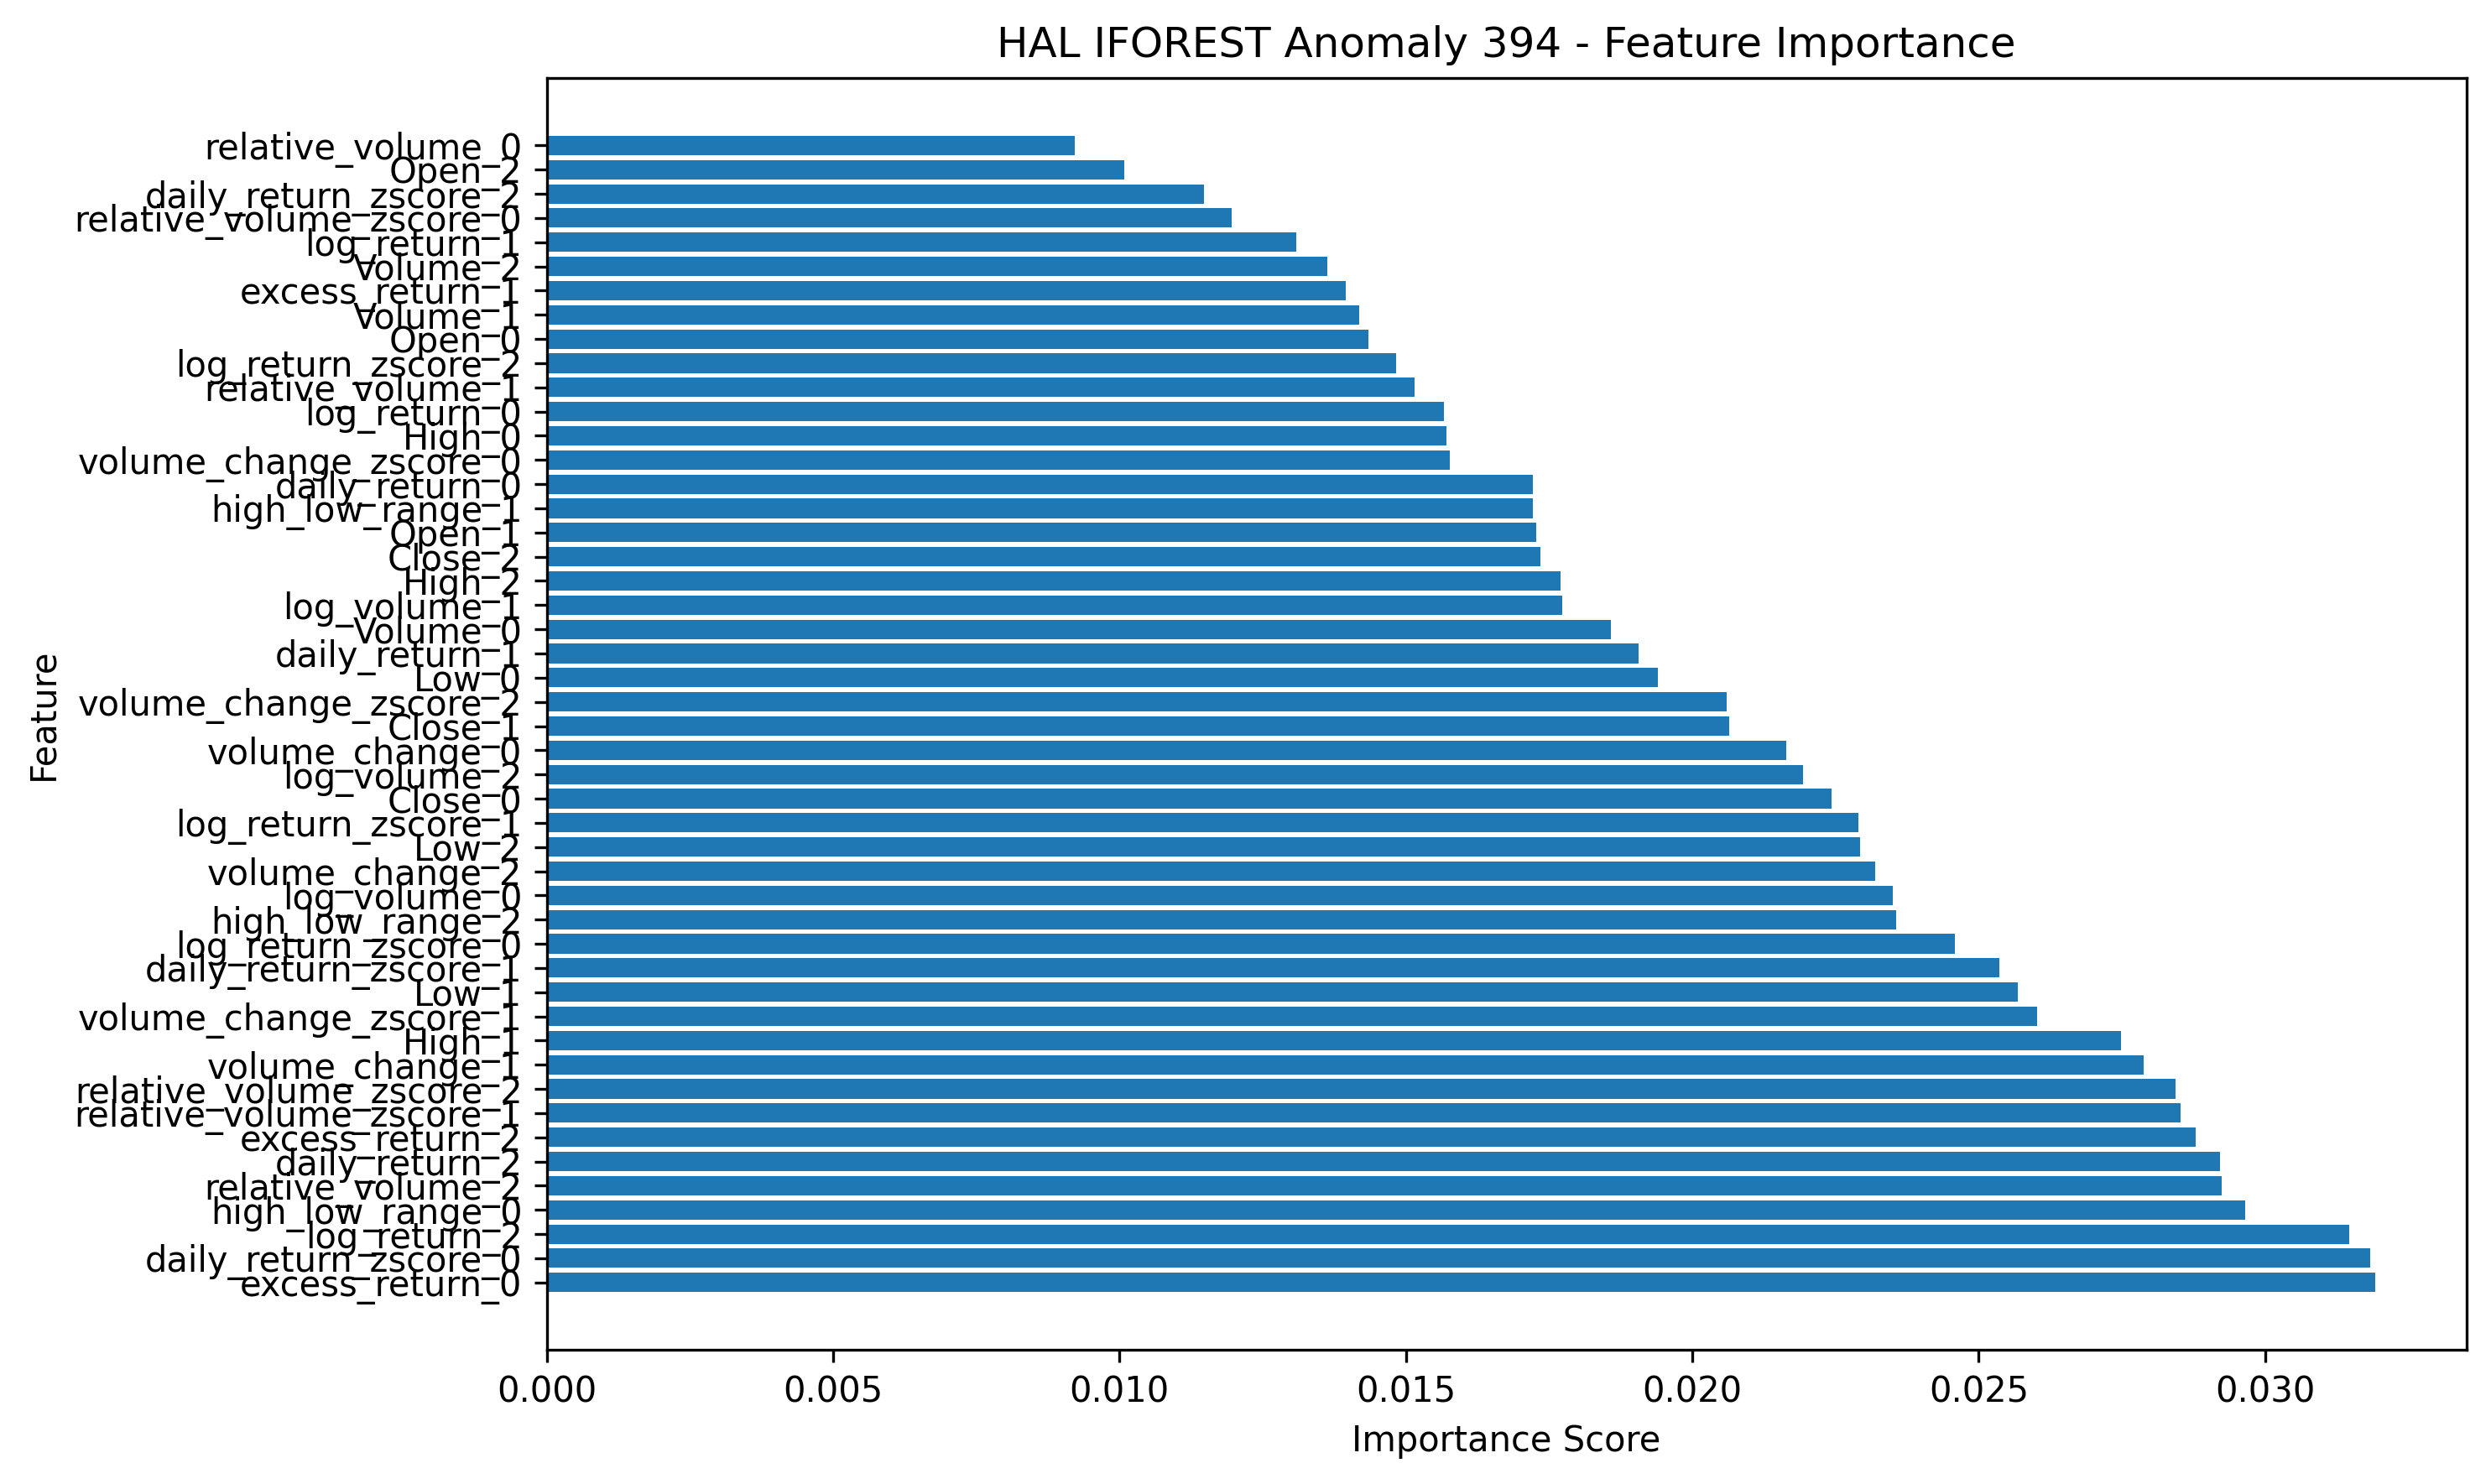 HAL IFOREST Anomaly 394 - Feature Importance
relative_volume_0
Open_2
daily_return_zscore_2
relative_volume_zscore_0
log_return_1
Volume_2
excess_return_1
Volume_1
Open_0
log_return_zscore_2
relative_volume_1
log_return_0
High_0
volume_change_zscore_0
daily_return_0
high_low_range_1
Open_1
Close_2
High_2
log_volume_1
Volume_0
daily_return_1
Low_0
volume_change_zscore_2
Close_1
volume_change_0
log_volume_2
Close_0
log_return_zscore_1
Low_2
volume_change_2
log_volume_0
high_low_range_2
log_return_zscore_0
daily_return_zscore_1
Low_1
volume_change_zscore_1
High_1
volume_change_1
relative_volume_zscore_2
relative_volume_zscore_1
excess_return_2
daily_return_2
relative_volume_2
high_low_range_0
log_return_2
daily_return_zscore_0
excess_return_0
Feature
0.000 0.005 0.010 0.015 0.020 0.025 0.030
Importance Score